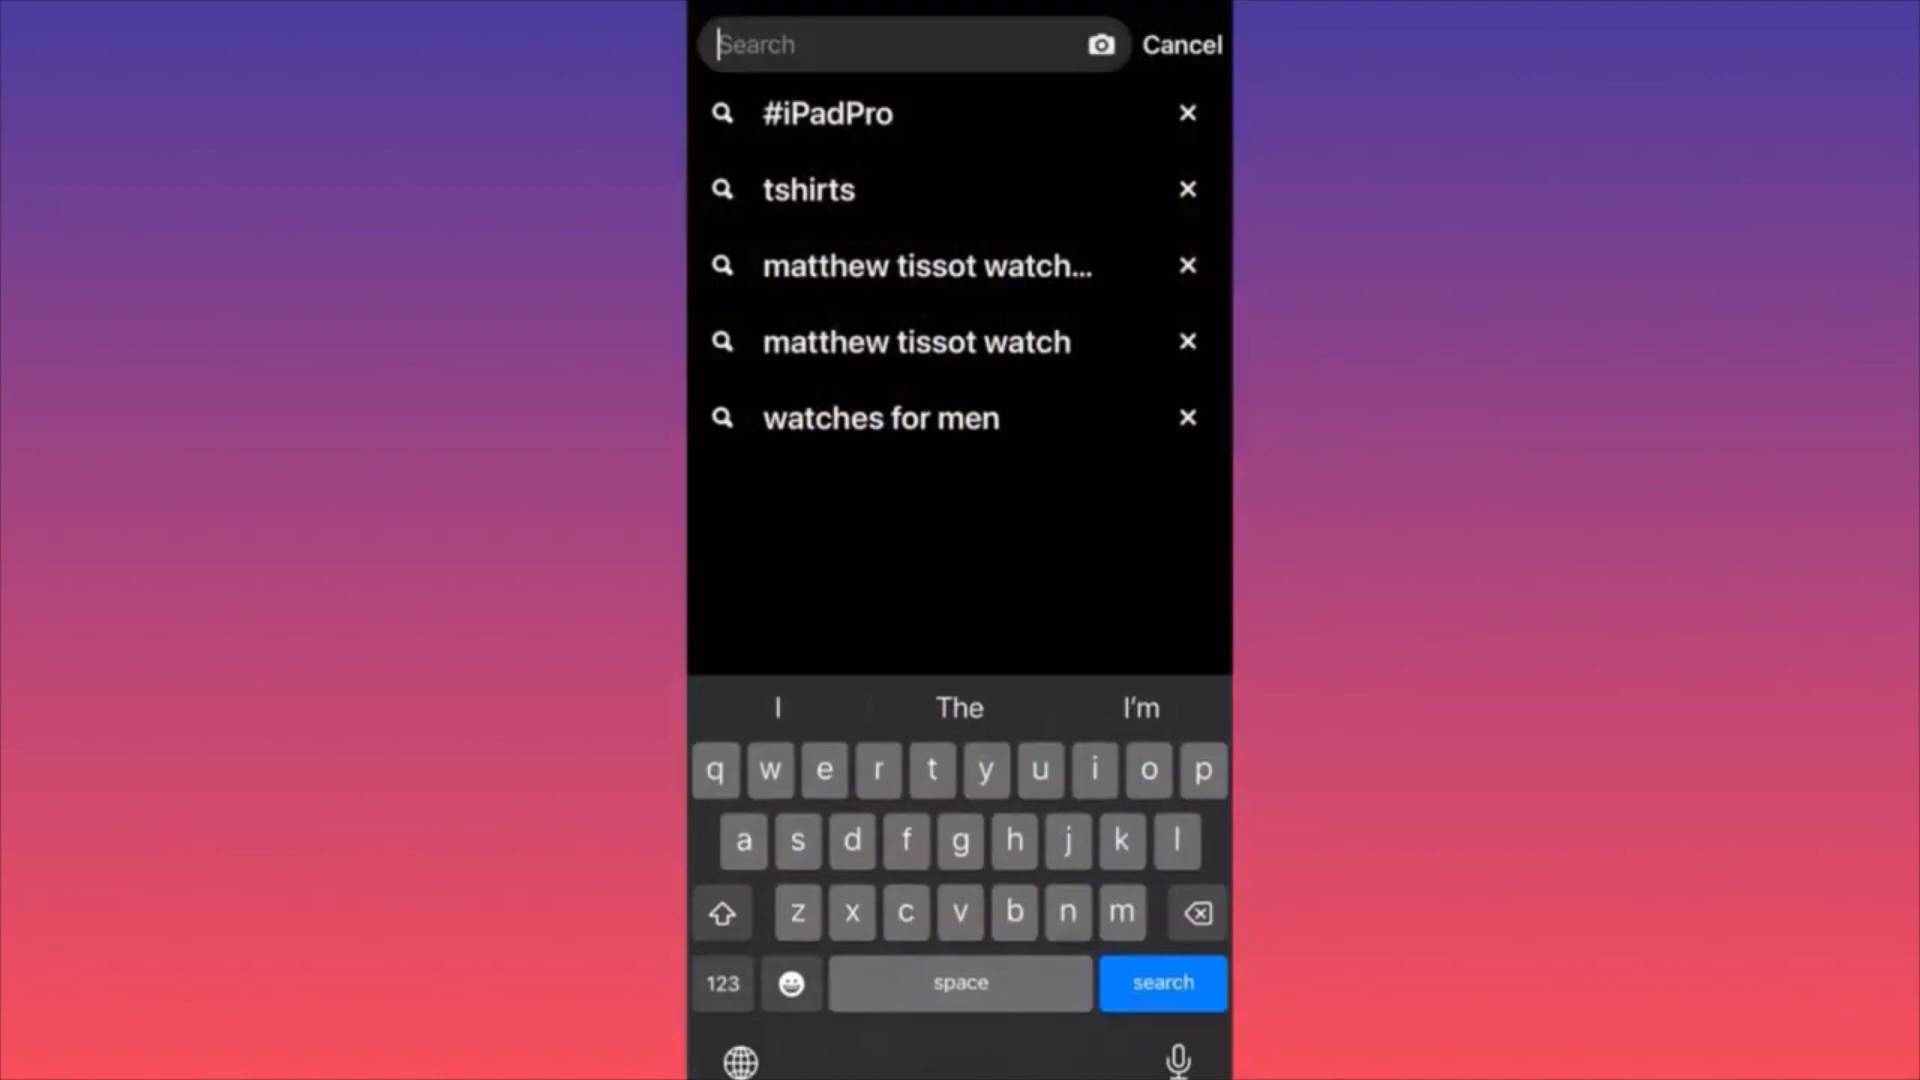 Search Cancel
#iPadPro
tshirts
matthew tissot watch...
matthew tissot watch
watches for men
I The I'm
q w e r t y u i o p
a s d f g h j k l
z x c v b n m
123 space search